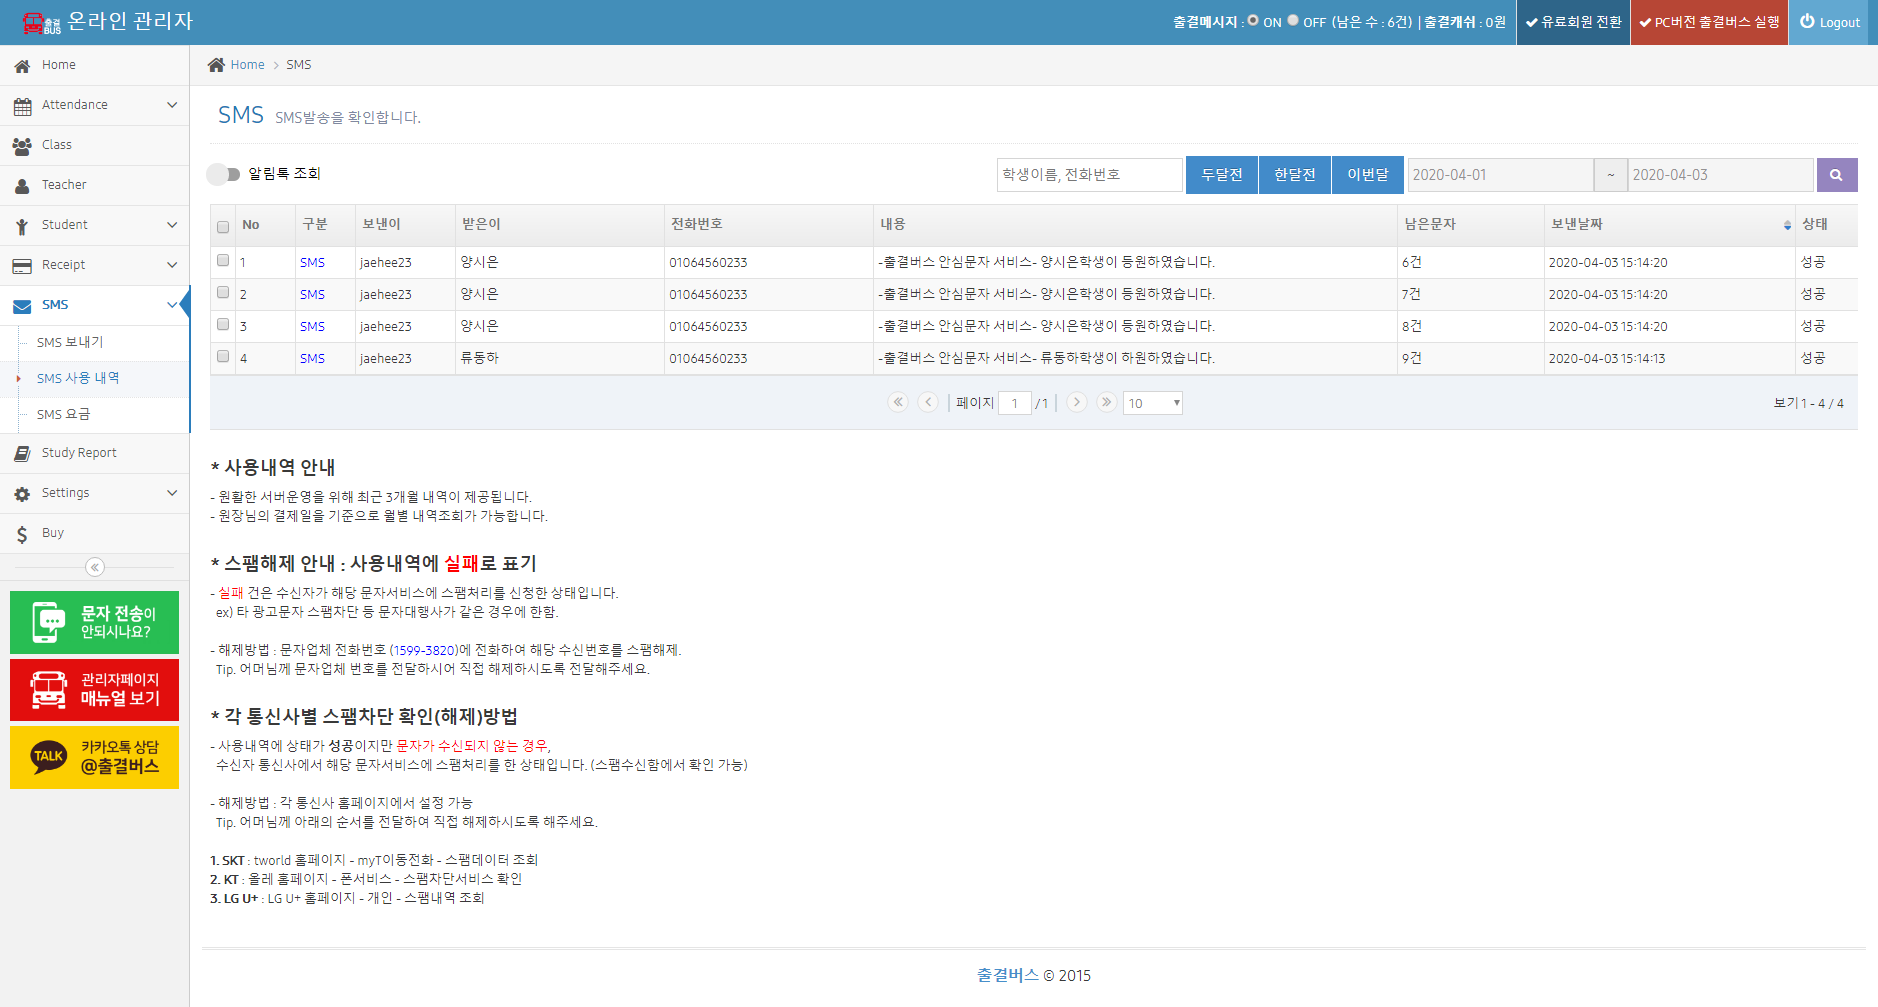 출결BUS 온라인 관리자
출결메시지 : ON OFF (남은 수 : 6건) | 출결캐쉬 : 0원
유료회원 전환
PC버전 출결버스 실행
Logout
Home
Attendance
Class
Teacher
Student
Receipt
SMS
SMS 보내기
SMS 사용 내역
SMS 요금
Study Report
Settings
Buy
문자 전송이
안되시나요?
관리자페이지
매뉴얼 보기
TALK
카카오톡 상담
@출결버스
Home > SMS
SMS SMS발송을 확인합니다.
알림톡 조회
학생이름, 전화번호 두달전 한달전 이번달 2020-04-01 ~ 2020-04-03
No 구분 보낸이 받은이 전화번호 내용 남은문자 보낸날짜 상태
1 SMS jaehee23 양시은 01064560233 -출결버스 안심문자 서비스- 양시은학생이 등원하였습니다. 6건 2020-04-03 15:14:20 성공
2 SMS jaehee23 양시은 01064560233 -출결버스 안심문자 서비스- 양시은학생이 등원하였습니다. 7건 2020-04-03 15:14:20 성공
3 SMS jaehee23 양시은 01064560233 -출결버스 안심문자 서비스- 양시은학생이 등원하였습니다. 8건 2020-04-03 15:14:20 성공
4 SMS jaehee23 류동하 01064560233 -출결버스 안심문자 서비스- 류동하학생이 하원하였습니다. 9건 2020-04-03 15:14:13 성공
페이지 1 / 1 10 보기 1 - 4 / 4
* 사용내역 안내
- 원활한 서버운영을 위해 최근 3개월 내역이 제공됩니다.
- 원장님의 결제일을 기준으로 월별 내역조회가 가능합니다.
* 스팸해제 안내 : 사용내역에 실패로 표기
- 실패 건은 수신자가 해당 문자서비스에 스팸처리를 신청한 상태입니다.
ex) 타 광고문자 스팸차단 등 문자대행사가 같은 경우에 한함.
- 해제방법 : 문자업체 전화번호 (1599-3820)에 전화하여 해당 수신번호를 스팸해제.
Tip. 어머님께 문자업체 번호를 전달하시어 직접 해제하시도록 전달해주세요.
* 각 통신사별 스팸차단 확인(해제)방법
- 사용내역에 상태가 성공이지만 문자가 수신되지 않는 경우,
수신자 통신사에서 해당 문자서비스에 스팸처리를 한 상태입니다. (스팸수신함에서 확인 가능)
- 해제방법 : 각 통신사 홈페이지에서 설정 가능
Tip. 어머님께 아래의 순서를 전달하여 직접 해제하시도록 해주세요.
1. SKT : tworld 홈페이지 - myT이동전화 - 스팸데이터 조회
2. KT : 올레 홈페이지 - 폰서비스 - 스팸차단서비스 확인
3. LG U+ : LG U+ 홈페이지 - 개인 - 스팸내역 조회
출결버스 © 2015